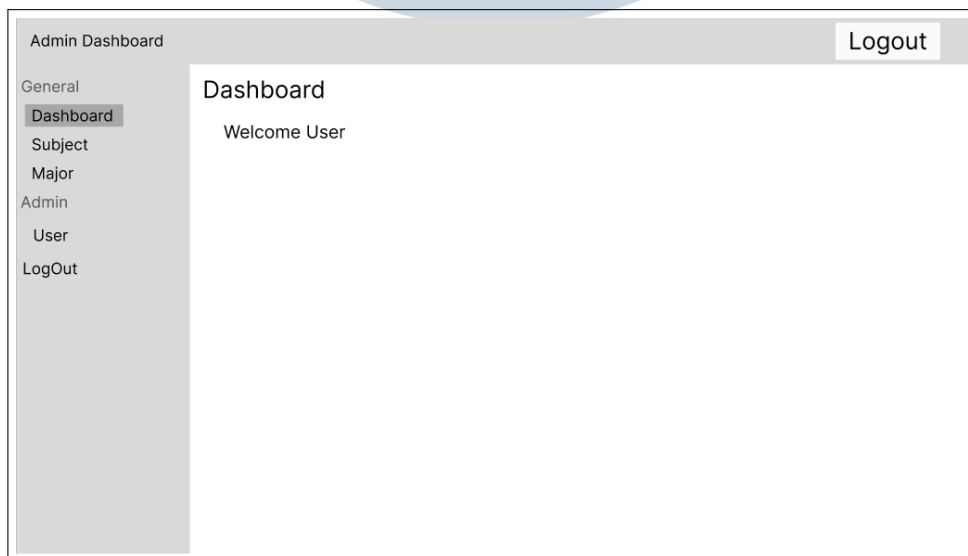 Admin Dashboard
Logout
General
Dashboard
Subject
Major
Admin
User
LogOut
Dashboard
Welcome User